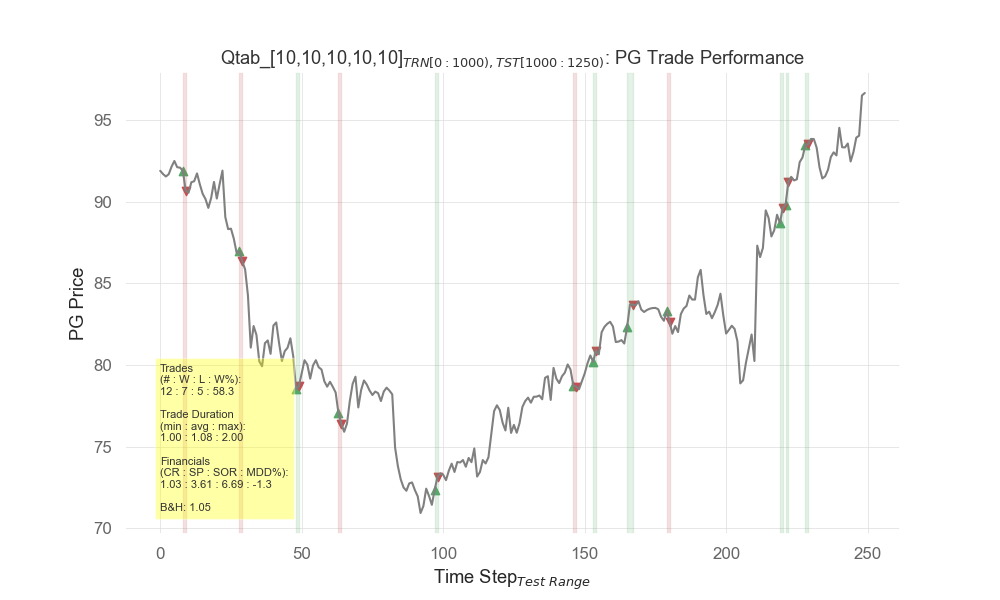 Qtab_[10,10,10,10,10]TRN[0 : 1000), TST[1000 : 1250): PG Trade Performance
95
90
85
80
75
70
PG Price
Trades
(# : W : L : W%):
12 : 7 : 5 : 58.3
Trade Duration
(min : avg : max):
1.00 : 1.08 : 2.00
Financials
(CR : SP : SOR : MDD%):
1.03 : 3.61 : 6.69 : -1.3
B&H: 1.05
0 50 100 150 200 250
Time StepTest Range